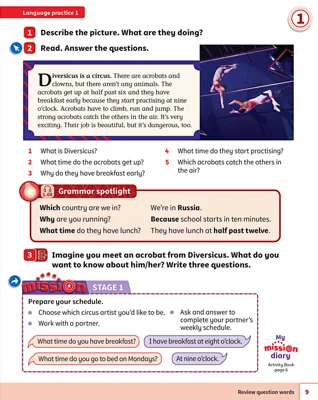 Language practice 1
1
1 Describe the picture. What are they doing?
2 Read. Answer the questions.
Diversicus is a circus. There are acrobats and
clowns, but there aren't any animals. The
acrobats get up at half past six and they have
breakfast early because they start practising at nine
o'clock. Acrobats have to climb, run and jump. The
strong acrobats catch the others in the air. It's very
exciting. Their job is beautiful, but it's dangerous, too.
1 What is Diversicus?
2 What time do the acrobats get up?
3 Why do they have breakfast early?
4 What time do they start practising?
5 Which acrobats catch the others in
the air?
Grammar spotlight
Which country are we in?
We're in Russia.
Why are you running?
Because school starts in ten minutes.
What time do they have lunch?
They have lunch at half past twelve.
3 Imagine you meet an acrobat from Diversicus. What do you
want to know about him/her? Write three questions.
mission STAGE 1
Prepare your schedule.
• Choose which circus artist you'd like to be.
• Work with a partner.
• Ask and answer to
complete your partner's
weekly schedule.
What time do you have breakfast?
I have breakfast at eight o'clock.
What time do you go to bed on Mondays?
At nine o'clock.
My
mission
diary
Activity Book
page 6
Review question words 9